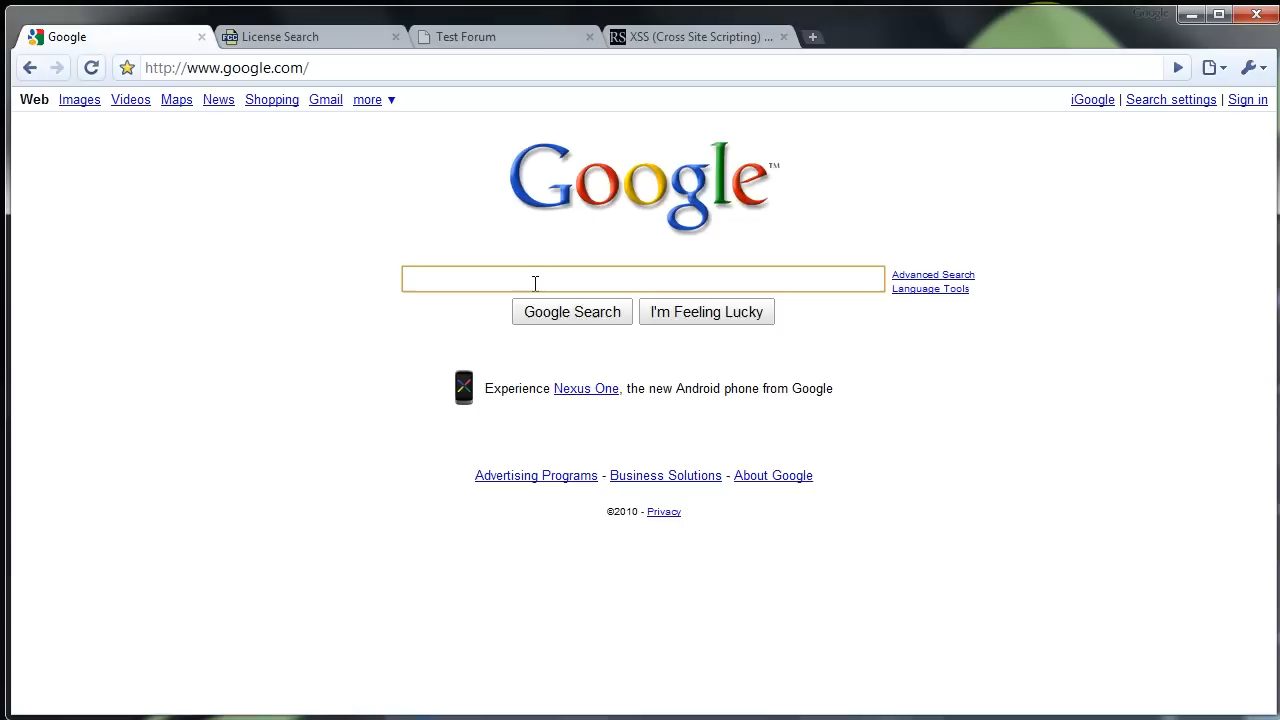 Google
Google
License Search
Test Forum
RS XSS (Cross Site Scripting) ...
http://www.google.com/
Web Images Videos Maps News Shopping Gmail more ▼
iGoogle | Search settings | Sign in
Google™
Advanced Search
Language Tools
Google Search
I'm Feeling Lucky
Experience Nexus One, the new Android phone from Google
Advertising Programs - Business Solutions - About Google
©2010 - Privacy